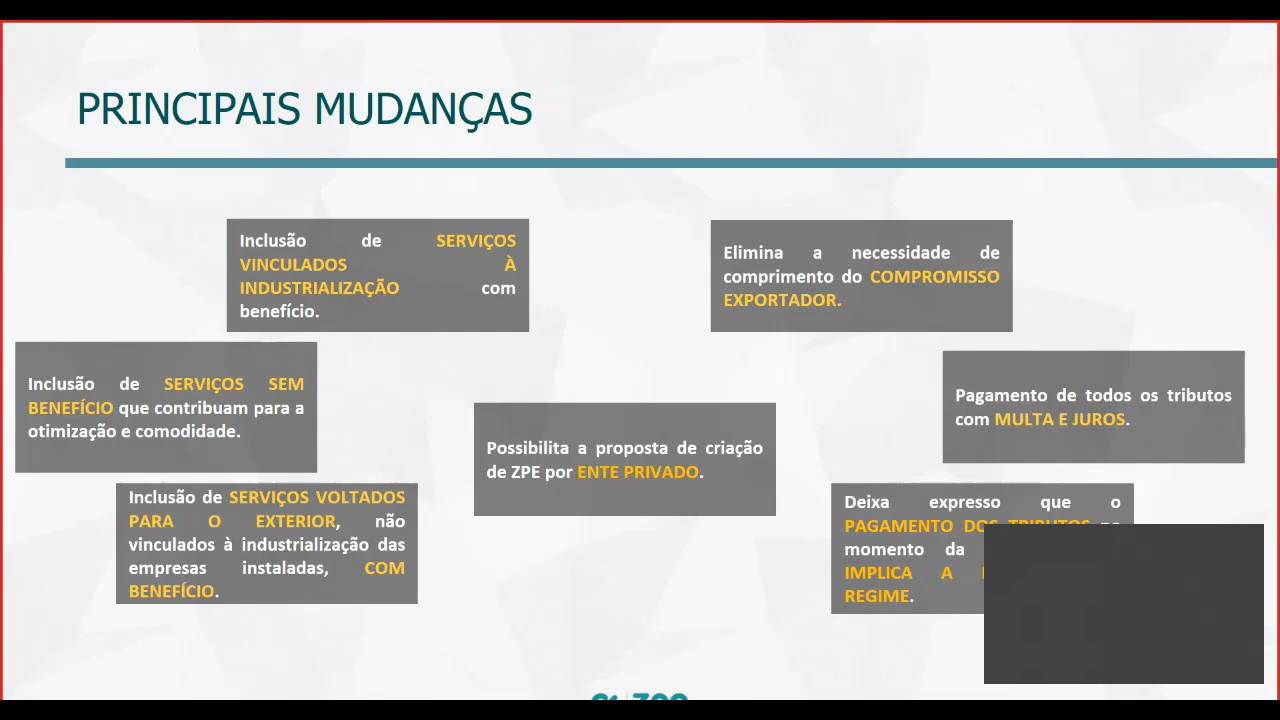 PRINCIPAIS MUDANÇAS
Inclusão de SERVIÇOS
VINCULADOS À
INDUSTRIALIZAÇÃO com
benefício.
Elimina a necessidade de
comprimento do COMPROMISSO
EXPORTADOR.
Inclusão de SERVIÇOS SEM
BENEFÍCIO que contribuam para a
otimização e comodidade.
Pagamento de todos os tributos
com MULTA E JUROS.
Possibilita a proposta de criação
de ZPE por ENTE PRIVADO.
Inclusão de SERVIÇOS VOLTADOS
PARA O EXTERIOR, não
vinculados à industrialização das
empresas instaladas, COM
BENEFÍCIO.
Deixa expresso que o
PAGAMENTO DOS TRIBUTOS
momento da
IMPLICA A
REGIME.